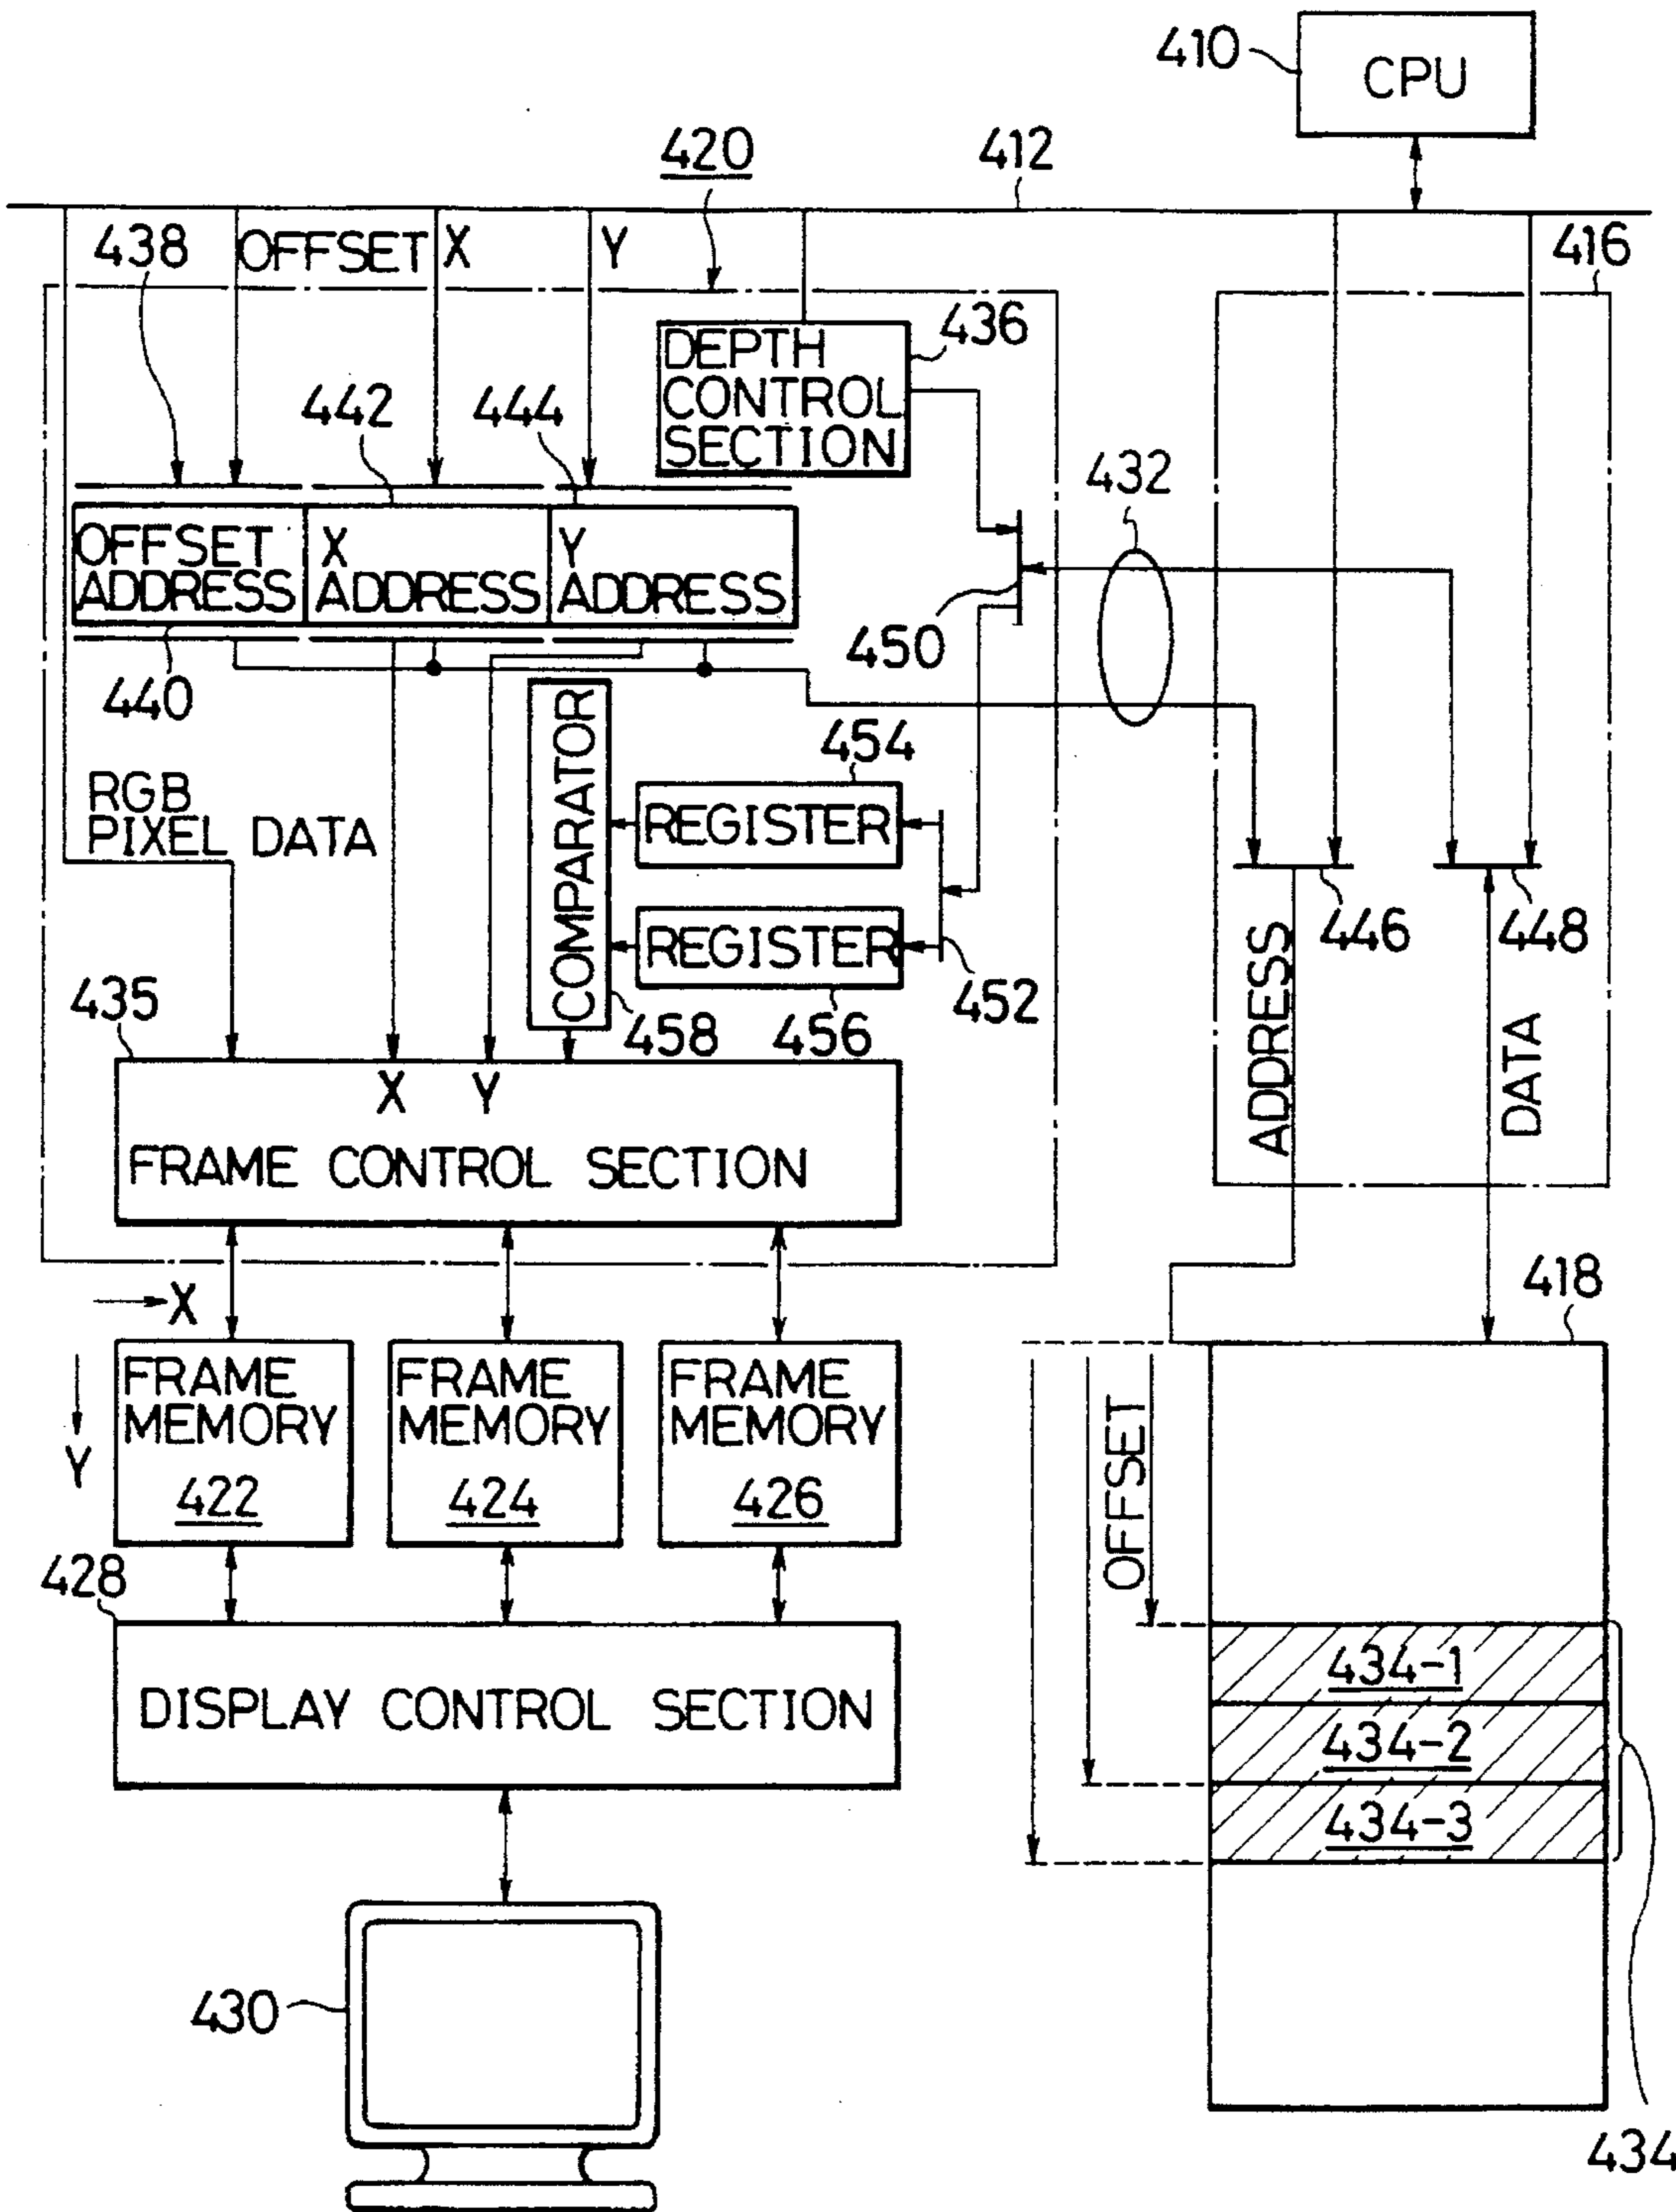 410
CPU
420
412
438
OFFSET
X
Y
416
DEPTH
CONTROL
SECTION
436
442
444
432
OFFSET
ADDRESS
X
ADDRESS
Y
ADDRESS
450
440
COMPARATOR
454
RGB
PIXEL DATA
REGISTER
REGISTER
446
448
452
435
458
456
ADDRESS
DATA
X
Y
FRAME CONTROL SECTION
X
Y
418
FRAME
MEMORY
422
FRAME
MEMORY
424
FRAME
MEMORY
426
OFFSET
428
434-1
DISPLAY CONTROL SECTION
434-2
434-3
430
434